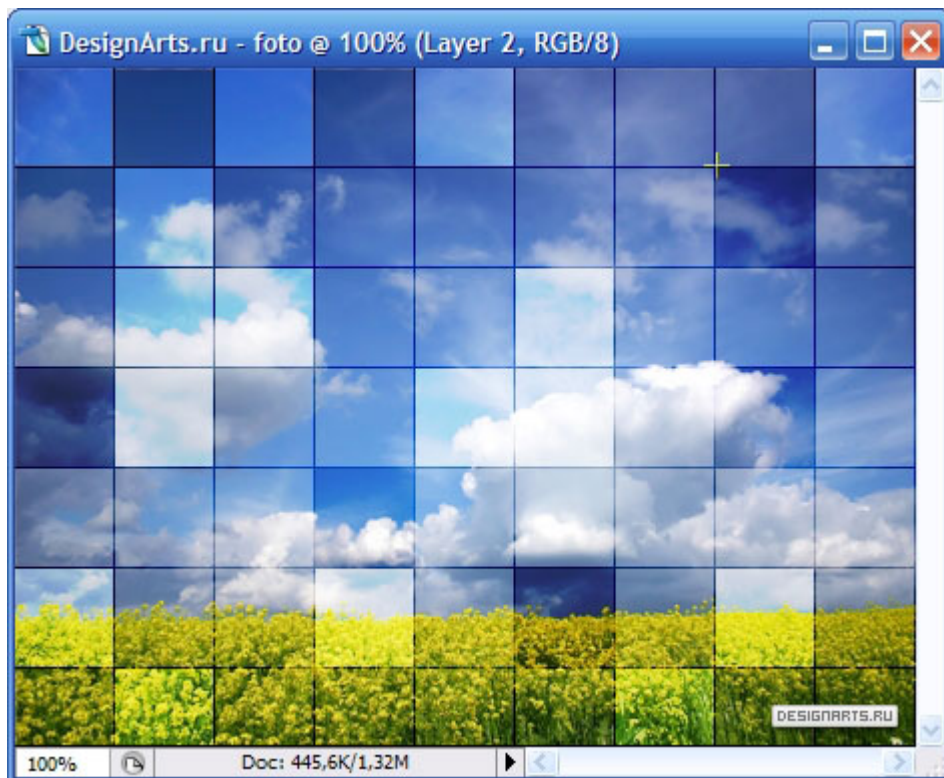 DesignArts.ru - foto @ 100% (Layer 2, RGB/8)
DESIGNARTS.RU
100%
Doc: 445,6K/1,32M